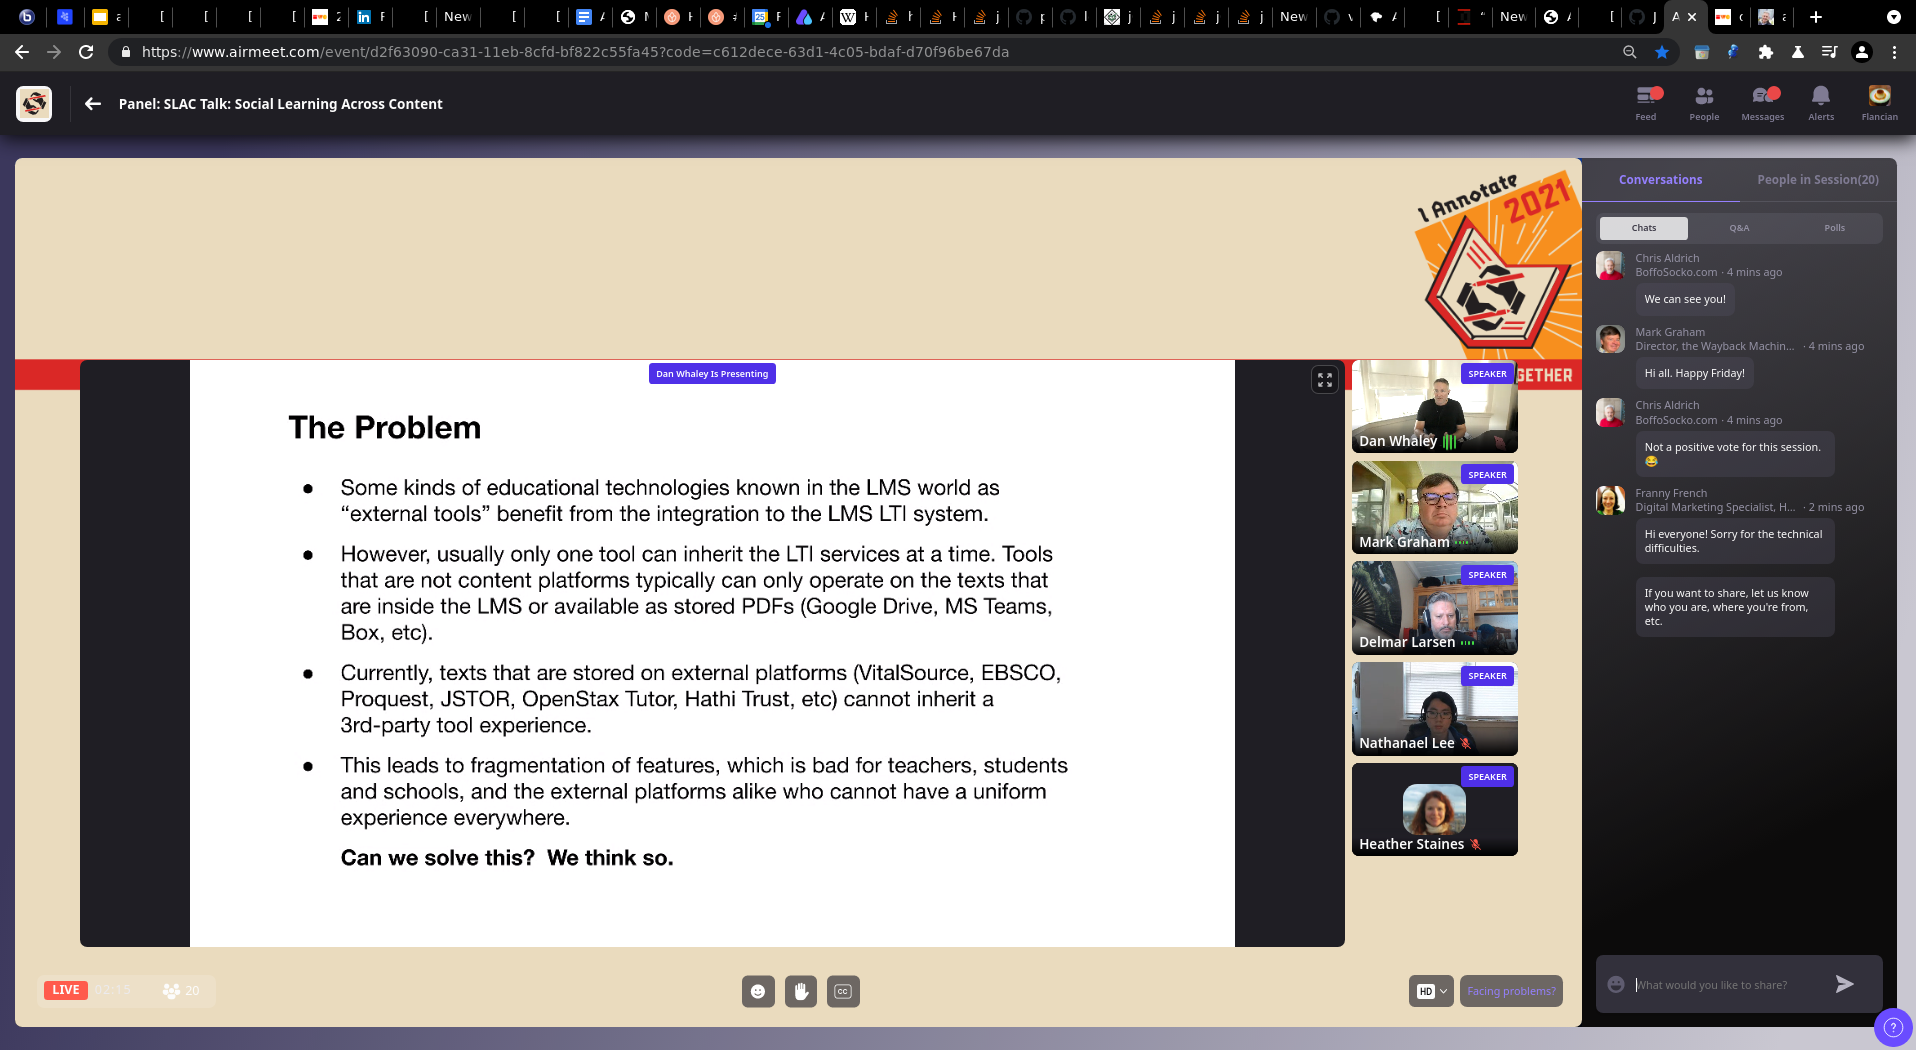 New
New
New
https://www.airmeet.com/event/d2f63090-ca31-11eb-8cfd-bf822c55fa45?code=c612dece-63d1-4c05-bdaf-d70f96be67da
Panel: SLAC Talk: Social Learning Across Content
Feed
People
Messages
Alerts
Flancian
I Annotate
2021
GETHER
Dan Whaley Is Presenting
The Problem
● Some kinds of educational technologies known in the LMS world as
“external tools” benefit from the integration to the LMS LTI system.
● However, usually only one tool can inherit the LTI services at a time. Tools
that are not content platforms typically can only operate on the texts that
are inside the LMS or available as stored PDFs (Google Drive, MS Teams,
Box, etc).
● Currently, texts that are stored on external platforms (VitalSource, EBSCO,
Proquest, JSTOR, OpenStax Tutor, Hathi Trust, etc) cannot inherit a
3rd-party tool experience.
● This leads to fragmentation of features, which is bad for teachers, students
and schools, and the external platforms alike who cannot have a uniform
experience everywhere.
Can we solve this?  We think so.
SPEAKER
Dan Whaley
SPEAKER
Mark Graham
SPEAKER
Delmar Larsen
SPEAKER
Nathanael Lee
SPEAKER
Heather Staines
LIVE
02:15
20
CC
HD
Facing problems?
Conversations
People in Session(20)
Chats
Q&A
Polls
Chris Aldrich
BoffoSocko.com · 4 mins ago
We can see you!
Mark Graham
Director, the Wayback Machin... · 4 mins ago
Hi all. Happy Friday!
Chris Aldrich
BoffoSocko.com · 4 mins ago
Not a positive vote for this session.
😂
Franny French
Digital Marketing Specialist, H... · 2 mins ago
Hi everyone! Sorry for the technical
difficulties.
If you want to share, let us know
who you are, where you're from,
etc.
What would you like to share?